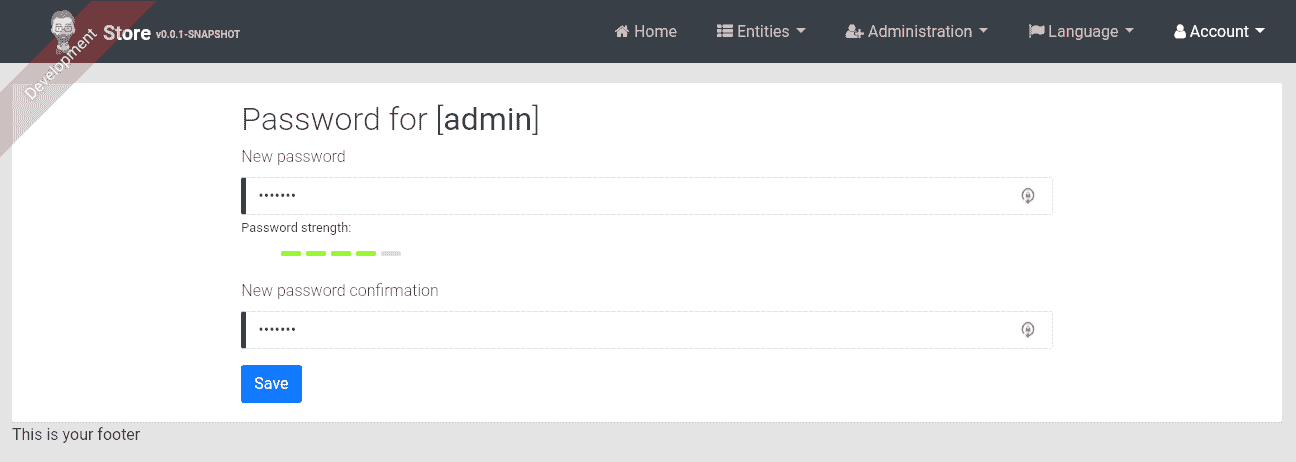 Development
Store v0.0.1-SNAPSHOT
Home
Entities
Administration
Language
Account
Password for [admin]
New password
•••••••
Password strength:
New password confirmation
•••••••
Save
This is your footer